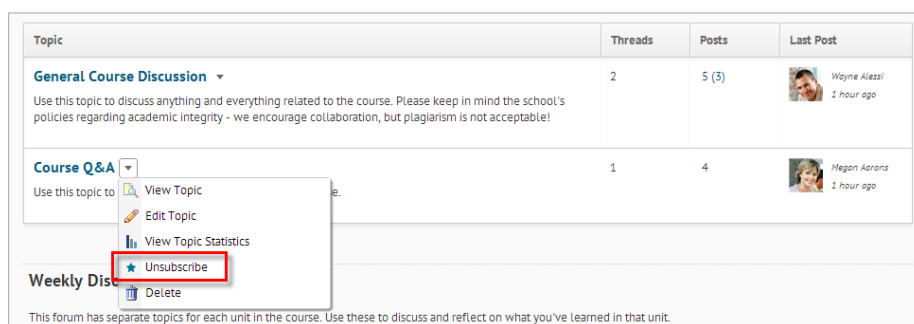 Topic Threads Posts Last Post
General Course Discussion 2 5 (3) Wayne Alessi
1 hour ago
Use this topic to discuss anything and everything related to the course. Please keep in mind the school's
policies regarding academic integrity - we encourage collaboration, but plagiarism is not acceptable!
Course Q&A 1 4 Megan Aarons
1 hour ago
Use this topic to e.
View Topic
Edit Topic
View Topic Statistics
Unsubscribe
Weekly Disc
Delete
This forum has separate topics for each unit in the course. Use these to discuss and reflect on what you've learned in that unit.